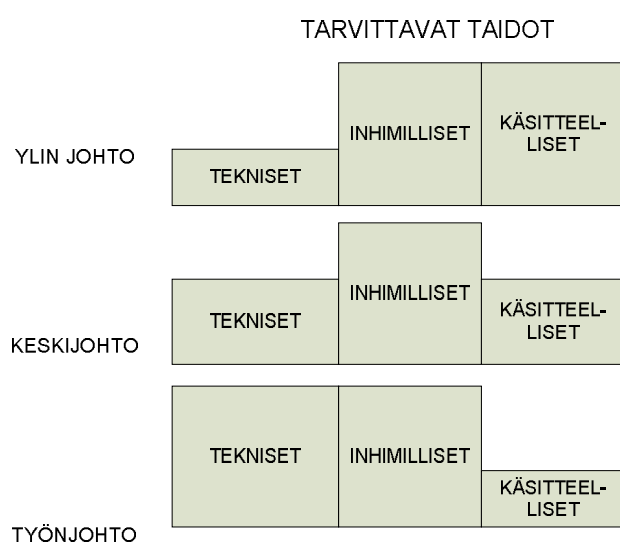 TARVITTAVAT TAIDOT
YLIN JOHTO
TEKNISET
INHIMILLISET
KÄSITTEEL-
LISET
KESKIJOHTO
TEKNISET
INHIMILLISET
KÄSITTEEL-
LISET
TYÖNJOHTO
TEKNISET
INHIMILLISET
KÄSITTEEL-
LISET